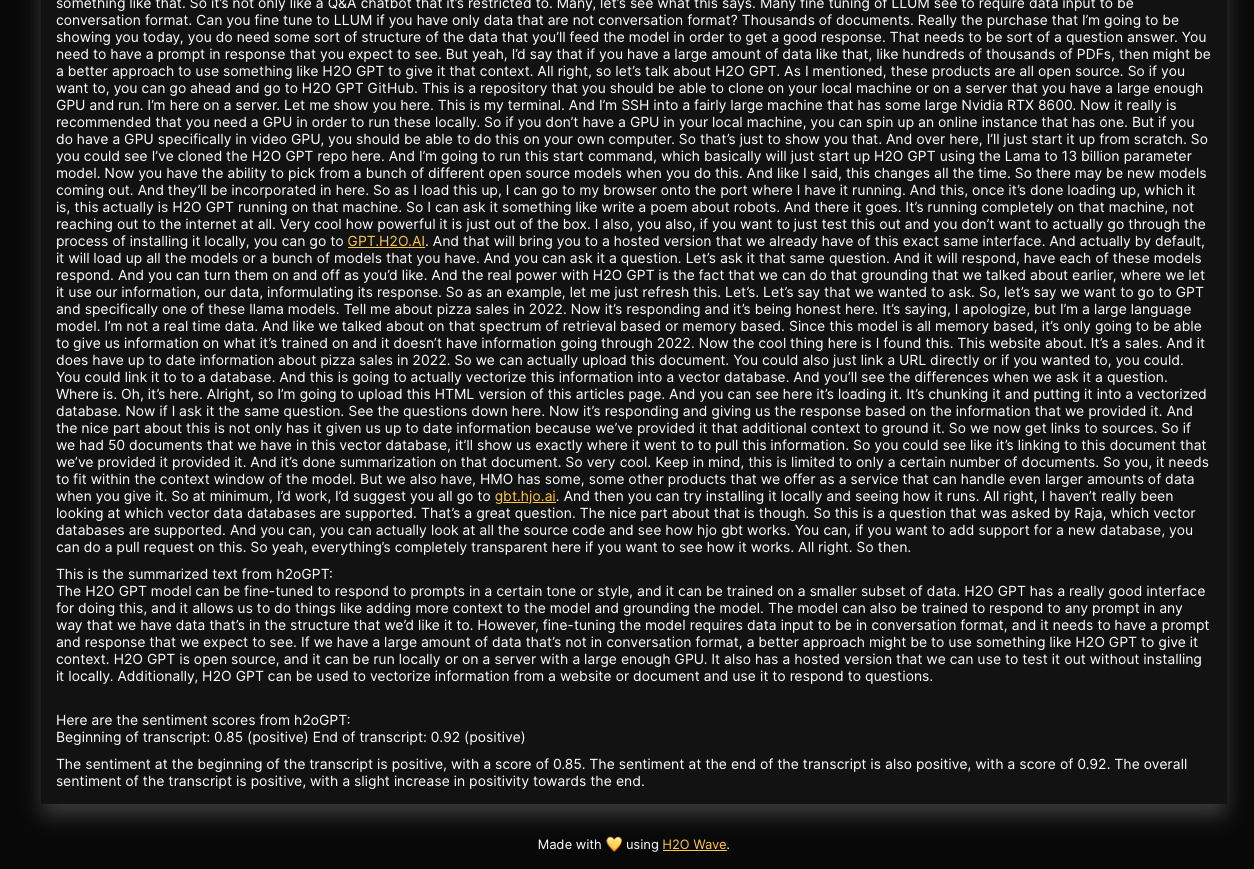 something like that. So it's not only like a Q&A chatbot that it's restricted to. Many, let's see what this says. Many fine tuning of LLUM see to require data input to be
conversation format. Can you fine tune to LLUM if you have only data that are not conversation format? Thousands of documents. Really the purchase that I'm going to be
showing you today, you do need some sort of structure of the data that you'll feed the model in order to get a good response. That needs to be sort of a question answer. You
need to have a prompt in response that you expect to see. But yeah, I'd say that if you have a large amount of data like that, like hundreds of thousands of PDFs, then might be
a better approach to use something like H2O GPT to give it that context. All right, so let's talk about H2O GPT. As I mentioned, these products are all open source. So if you
want to, you can go ahead and go to H2O GPT GitHub. This is a repository that you should be able to clone on your local machine or on a server that you have a large enough
GPU and run. I'm here on a server. Let me show you here. This is my terminal. And I'm SSH into a fairly large machine that has some large Nvidia RTX 8600. Now it really is
recommended that you need a GPU in order to run these locally. So if you don't have a GPU in your local machine, you can spin up an online instance that has one. But if you
do have a GPU specifically in video GPU, you should be able to do this on your own computer. So that's just to show you that. And over here, I'll just start it up from scratch. So
you could see I've cloned the H2O GPT repo here. And I'm going to run this start command, which basically will just start up H2O GPT using the Lama to 13 billion parameter
model. Now you have the ability to pick from a bunch of different open source models when you do this. And like I said, this changes all the time. So there may be new models
coming out. And they'll be incorporated in here. So as I load this up, I can go to my browser onto the port where I have it running. And this, once it's done loading up, which it
is, this actually is H2O GPT running on that machine. So I can ask it something like write a poem about robots. And there it goes. It's running completely on that machine, not
reaching out to the internet at all. Very cool how powerful it is just out of the box. I also, you also, if you want to just test this out and you don't want to actually go through the
process of installing it locally, you can go to GPT.H2O.AI. And that will bring you to a hosted version that we already have of this exact same interface. And actually by default,
it will load up all the models or a bunch of models that you have. And you can ask it a question. Let's ask it that same question. And it will respond, have each of these models
respond. And you can turn them on and off as you'd like. And the real power with H2O GPT is the fact that we can do that grounding that we talked about earlier, where we let
it use our information, our data, informulating its response. So as an example, let me just refresh this. Let's. Let's say that we wanted to ask. So, let's say we want to go to GPT
and specifically one of these llama models. Tell me about pizza sales in 2022. Now it's responding and it's being honest here. It's saying, I apologize, but I'm a large language
model. I'm not a real time data. And like we talked about on that spectrum of retrieval based or memory based. Since this model is all memory based, it's only going to be able
to give us information on what it's trained on and it doesn't have information going through 2022. Now the cool thing here is I found this. This website about. It's a sales. And it
does have up to date information about pizza sales in 2022. So we can actually upload this document. You could also just link a URL directly or if you wanted to, you could.
You could link it to to a database. And this is going to actually vectorize this information into a vector database. And you'll see the differences when we ask it a question.
Where is. Oh, it's here. Alright, so I'm going to upload this HTML version of this articles page. And you can see here it's loading it. It's chunking it and putting it into a vectorized
database. Now if I ask it the same question. See the questions down here. Now it's responding and giving us the response based on the information that we provided it. And
the nice part about this is not only has it given us up to date information because we've provided it that additional context to ground it. So we now get links to sources. So if
we had 50 documents that we have in this vector database, it'll show us exactly where it went to to pull this information. So you could see like it's linking to this document that
we've provided it provided it. And it's done summarization on that document. So very cool. Keep in mind, this is limited to only a certain number of documents. So you, it needs
to fit within the context window of the model. But we also have, HMO has some, some other products that we offer as a service that can handle even larger amounts of data
when you give it. So at minimum, I'd work, I'd suggest you all go to gbt.hjo.ai. And then you can try installing it locally and seeing how it runs. All right, I haven't really been
looking at which vector data databases are supported. That's a great question. The nice part about that is though. So this is a question that was asked by Raja, which vector
databases are supported. And you can, you can actually look at all the source code and see how hjo gbt works. You can, if you want to add support for a new database, you
can do a pull request on this. So yeah, everything's completely transparent here if you want to see how it works. All right. So then.
This is the summarized text from h2oGPT:
The H2O GPT model can be fine-tuned to respond to prompts in a certain tone or style, and it can be trained on a smaller subset of data. H2O GPT has a really good interface
for doing this, and it allows us to do things like adding more context to the model and grounding the model. The model can also be trained to respond to any prompt in any
way that we have data that's in the structure that we'd like it to. However, fine-tuning the model requires data input to be in conversation format, and it needs to have a prompt
and response that we expect to see. If we have a large amount of data that's not in conversation format, a better approach might be to use something like H2O GPT to give it
context. H2O GPT is open source, and it can be run locally or on a server with a large enough GPU. It also has a hosted version that we can use to test it out without installing
it locally. Additionally, H2O GPT can be used to vectorize information from a website or document and use it to respond to questions.
Here are the sentiment scores from h2oGPT:
Beginning of transcript: 0.85 (positive) End of transcript: 0.92 (positive)
The sentiment at the beginning of the transcript is positive, with a score of 0.85. The sentiment at the end of the transcript is also positive, with a score of 0.92. The overall
sentiment of the transcript is positive, with a slight increase in positivity towards the end.
Made with 💛 using H2O Wave.